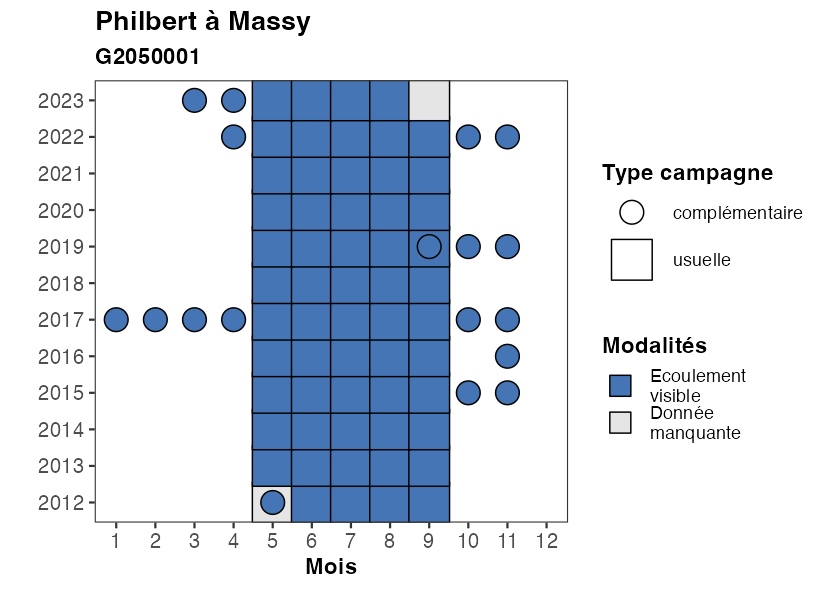 Philbert à Massy
G2050001
2023
2022
2021
2020
2019
2018
2017
2016
2015
2014
2013
2012
1 2 3 4 5 6 7 8 9 10 11 12
Mois
Type campagne
complémentaire
usuelle
Modalités
Ecoulement
visible
Donnée
manquante